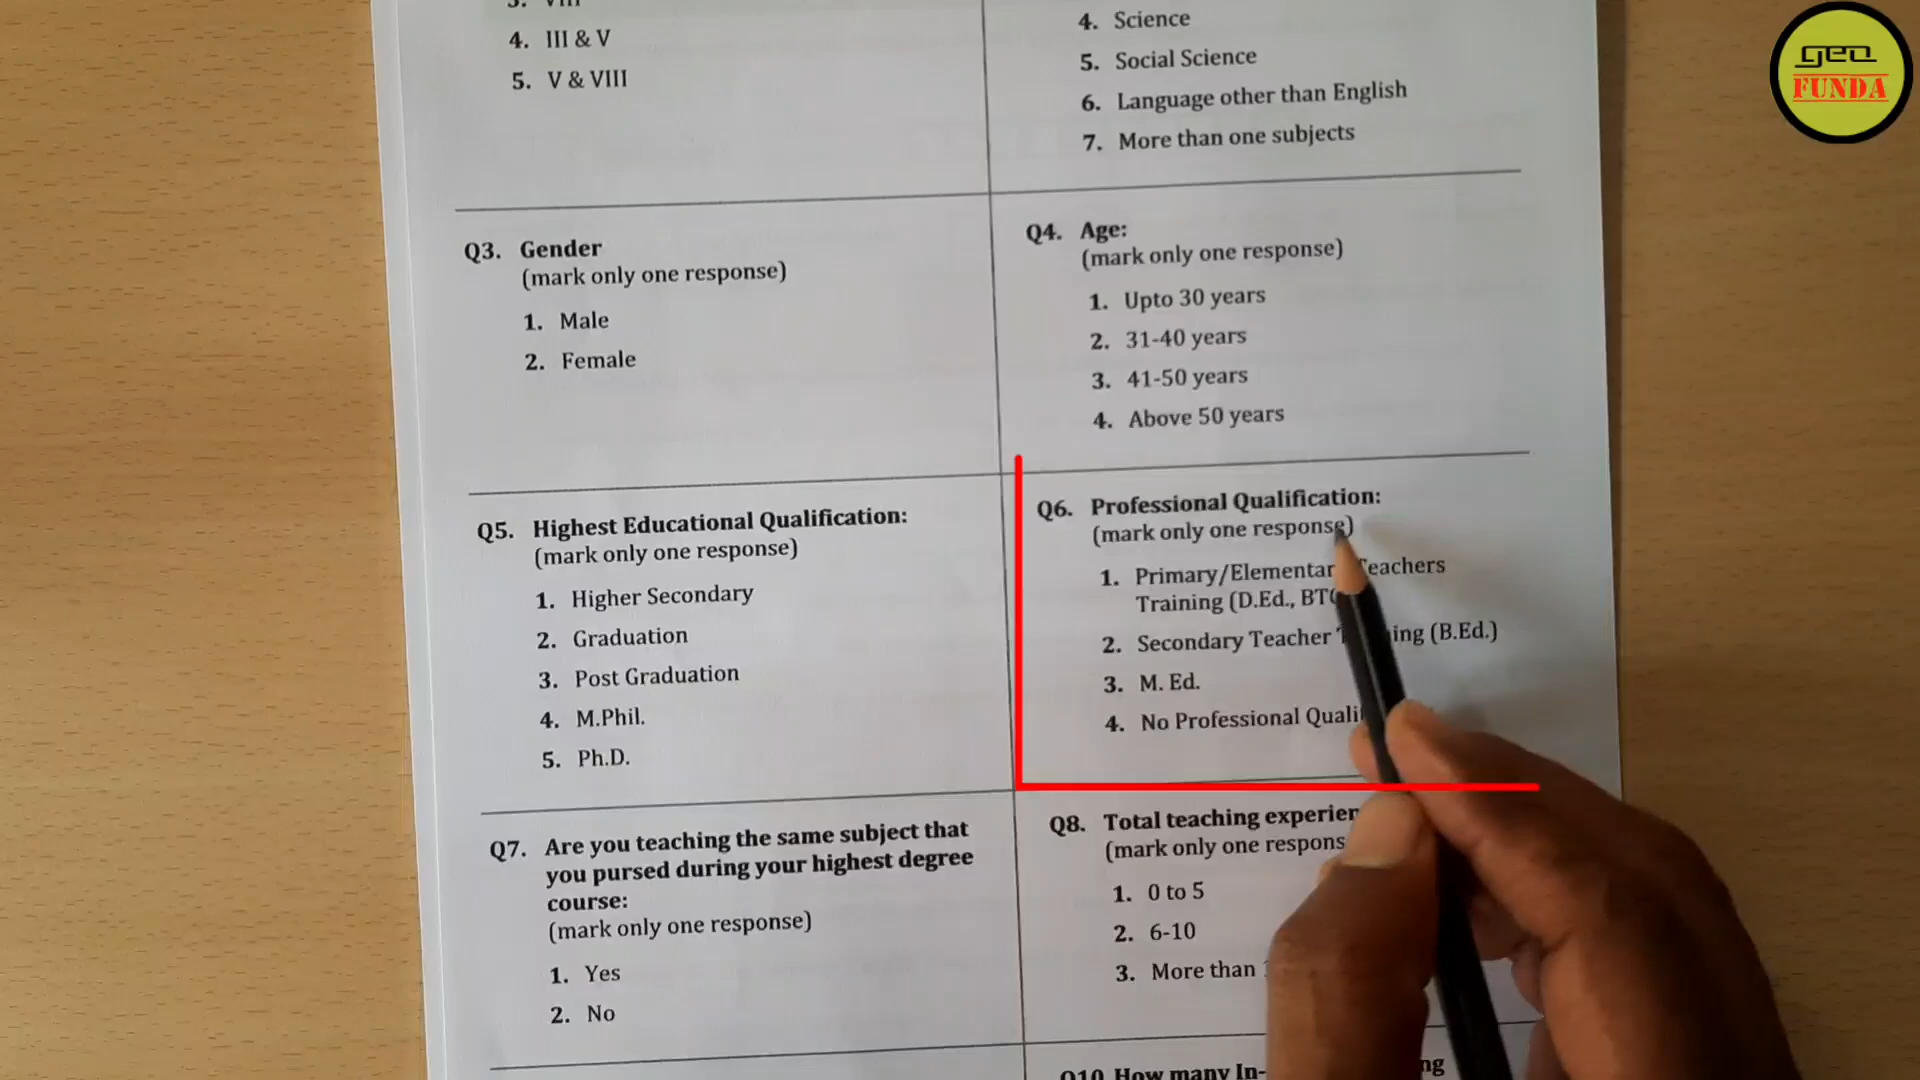 geo
FUNDA
4. III & V
5. V & VIII
4. Science
5. Social Science
6. Language other than English
7. More than one subjects
Q3. Gender
(mark only one response)
1. Male
2. Female
Q4. Age:
(mark only one response)
1. Upto 30 years
2. 31-40 years
3. 41-50 years
4. Above 50 years
Q5. Highest Educational Qualification:
(mark only one response)
1. Higher Secondary
2. Graduation
3. Post Graduation
4. M.Phil.
5. Ph.D.
Q6. Professional Qualification:
(mark only one response)
1. Primary/Elementary Teachers
Training (D.Ed.,
2. Secondary Teacher (B.Ed.)
3. M. Ed.
4. No Professional
Q7. Are you teaching the same subject that
you pursed during your highest degree
course:
(mark only one response)
1. Yes
2. No
Q8. Total teaching
(mark only one
1. 0 to 5
2. 6-10
3. More than
Q10. How many In-